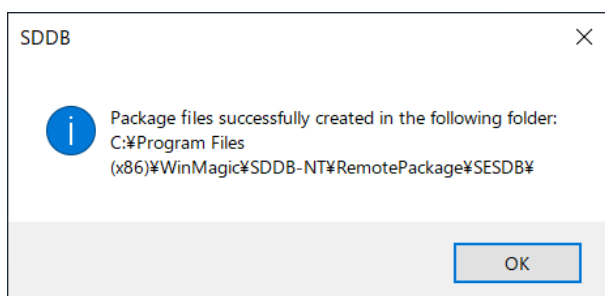 SDDB
Package files successfully created in the following folder:
C:¥Program Files
(x86)¥WinMagic¥SDDB-NT¥RemotePackage¥SESDB¥
OK